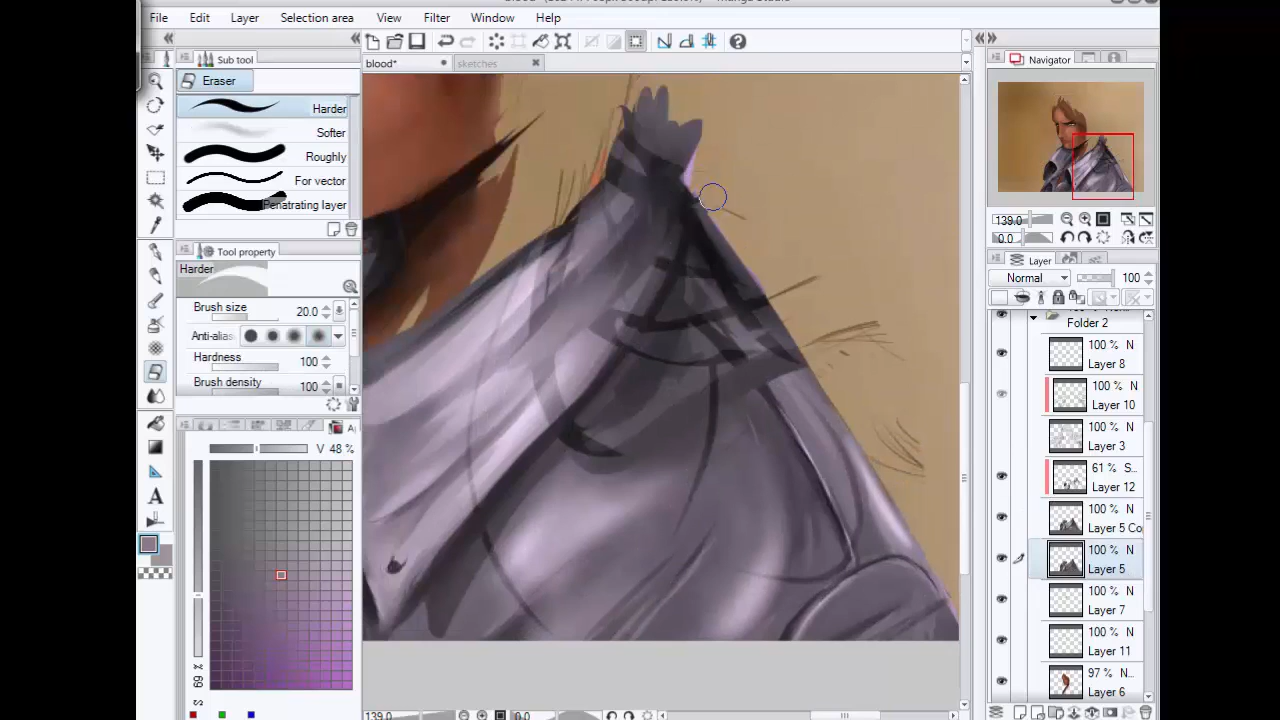 File Edit Layer Selection area View Filter Window Help
Sub tool
blood* sketches
Navigator
Eraser
Harder
Softer
Roughly
For vector
Penetrating layer
Tool property
Harder
Brush size 20.0
Anti-alias
Hardness 100
Brush density 100
V 48 %
139.0
0.0
Layer
Normal 100
Folder 2
100 % N
Layer 8
100 % N
Layer 10
100 % N
Layer 3
61 % S...
Layer 12
100 % N
Layer 5 Co
100 % N
Layer 5
100 % N
Layer 7
100 % N
Layer 11
97 % N...
Layer 6
139.0 0.0